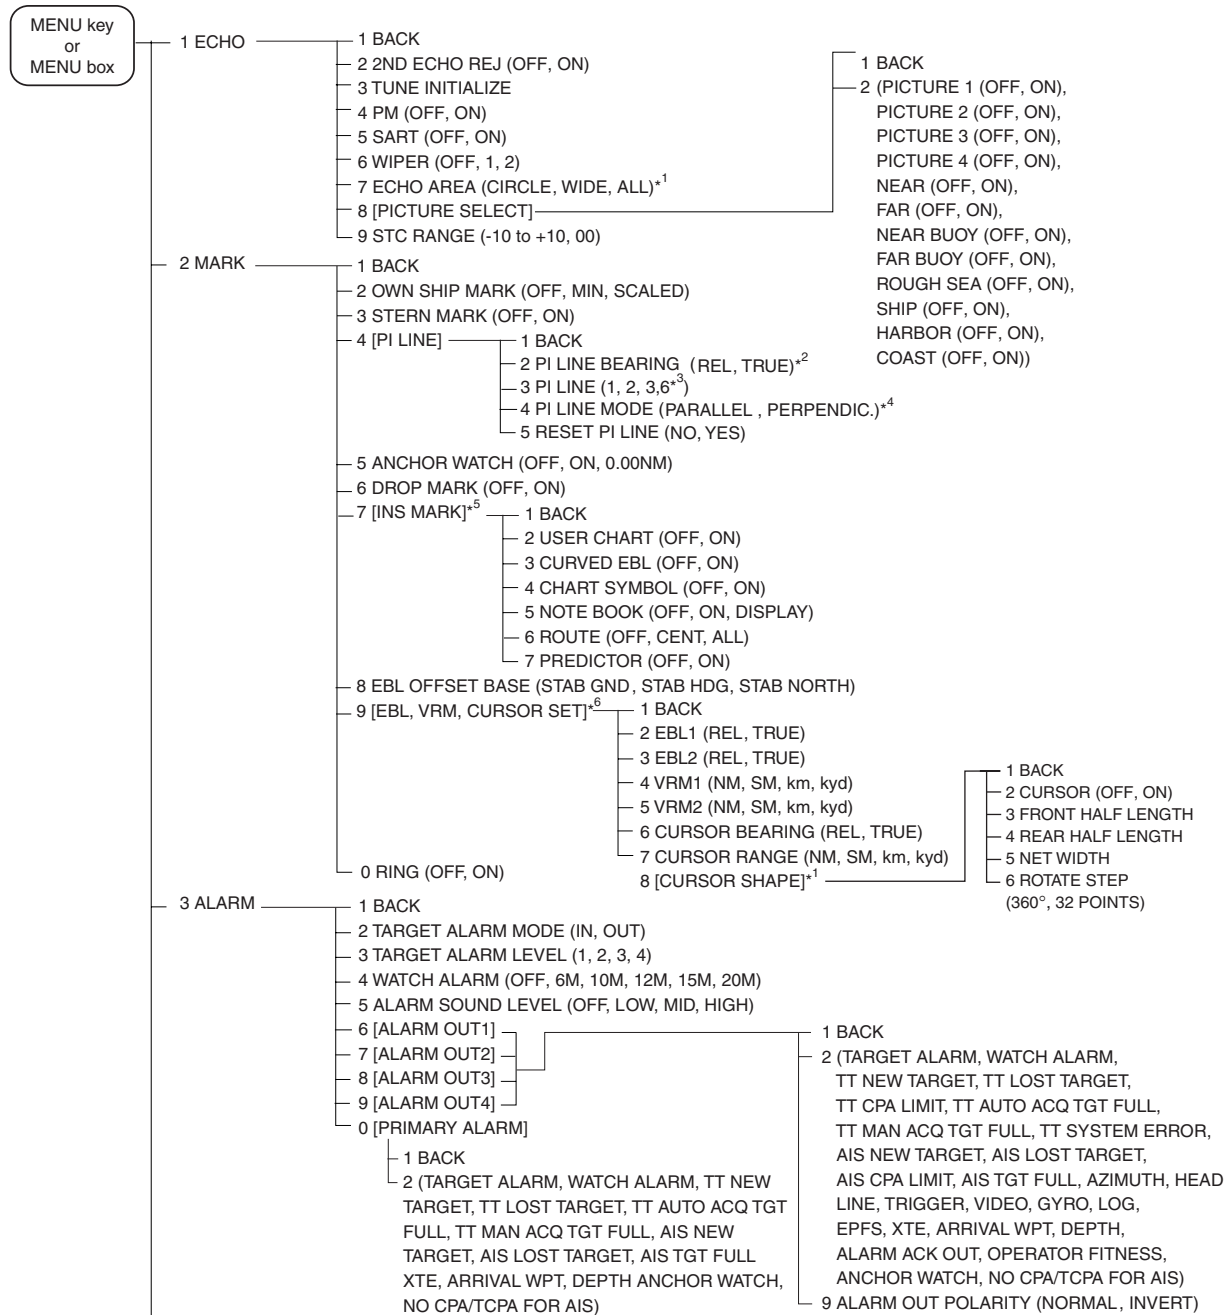 MENU key
or
MENU box
1 ECHO
1 BACK
2 2ND ECHO REJ (OFF, ON)
3 TUNE INITIALIZE
4 PM (OFF, ON)
5 SART (OFF, ON)
6 WIPER (OFF, 1, 2)
7 ECHO AREA (CIRCLE, WIDE, ALL)*1
8 [PICTURE SELECT]
9 STC RANGE (-10 to +10, 00)
1 BACK
2 (PICTURE 1 (OFF, ON),
PICTURE 2 (OFF, ON),
PICTURE 3 (OFF, ON),
PICTURE 4 (OFF, ON),
NEAR (OFF, ON),
FAR (OFF, ON),
NEAR BUOY (OFF, ON),
FAR BUOY (OFF, ON),
ROUGH SEA (OFF, ON),
SHIP (OFF, ON),
HARBOR (OFF, ON),
COAST (OFF, ON))
2 MARK
1 BACK
2 OWN SHIP MARK (OFF, MIN, SCALED)
3 STERN MARK (OFF, ON)
4 [PI LINE]
1 BACK
2 PI LINE BEARING (REL, TRUE)*2
3 PI LINE (1, 2, 3,6*3)
4 PI LINE MODE (PARALLEL , PERPENDIC.)*4
5 RESET PI LINE (NO, YES)
5 ANCHOR WATCH (OFF, ON, 0.00NM)
6 DROP MARK (OFF, ON)
7 [INS MARK]*5
1 BACK
2 USER CHART (OFF, ON)
3 CURVED EBL (OFF, ON)
4 CHART SYMBOL (OFF, ON)
5 NOTE BOOK (OFF, ON, DISPLAY)
6 ROUTE (OFF, CENT, ALL)
7 PREDICTOR (OFF, ON)
8 EBL OFFSET BASE (STAB GND, STAB HDG, STAB NORTH)
9 [EBL, VRM, CURSOR SET]*6
1 BACK
2 EBL1 (REL, TRUE)
3 EBL2 (REL, TRUE)
4 VRM1 (NM, SM, km, kyd)
5 VRM2 (NM, SM, km, kyd)
6 CURSOR BEARING (REL, TRUE)
7 CURSOR RANGE (NM, SM, km, kyd)
8 [CURSOR SHAPE]*1
1 BACK
2 CURSOR (OFF, ON)
3 FRONT HALF LENGTH
4 REAR HALF LENGTH
5 NET WIDTH
6 ROTATE STEP
(360°, 32 POINTS)
0 RING (OFF, ON)
3 ALARM
1 BACK
2 TARGET ALARM MODE (IN, OUT)
3 TARGET ALARM LEVEL (1, 2, 3, 4)
4 WATCH ALARM (OFF, 6M, 10M, 12M, 15M, 20M)
5 ALARM SOUND LEVEL (OFF, LOW, MID, HIGH)
6 [ALARM OUT1]
7 [ALARM OUT2]
8 [ALARM OUT3]
9 [ALARM OUT4]
0 [PRIMARY ALARM]
1 BACK
2 (TARGET ALARM, WATCH ALARM, TT NEW
TARGET, TT LOST TARGET, TT AUTO ACQ TGT
FULL, TT MAN ACQ TGT FULL, AIS NEW
TARGET, AIS LOST TARGET, AIS TGT FULL
XTE, ARRIVAL WPT, DEPTH ANCHOR WATCH,
NO CPA/TCPA FOR AIS)
1 BACK
2 (TARGET ALARM, WATCH ALARM,
TT NEW TARGET, TT LOST TARGET,
TT CPA LIMIT, TT AUTO ACQ TGT FULL,
TT MAN ACQ TGT FULL, TT SYSTEM ERROR,
AIS NEW TARGET, AIS LOST TARGET,
AIS CPA LIMIT, AIS TGT FULL, AZIMUTH, HEAD
LINE, TRIGGER, VIDEO, GYRO, LOG,
EPFS, XTE, ARRIVAL WPT, DEPTH,
ALARM ACK OUT, OPERATOR FITNESS,
ANCHOR WATCH, NO CPA/TCPA FOR AIS)
9 ALARM OUT POLARITY (NORMAL, INVERT)